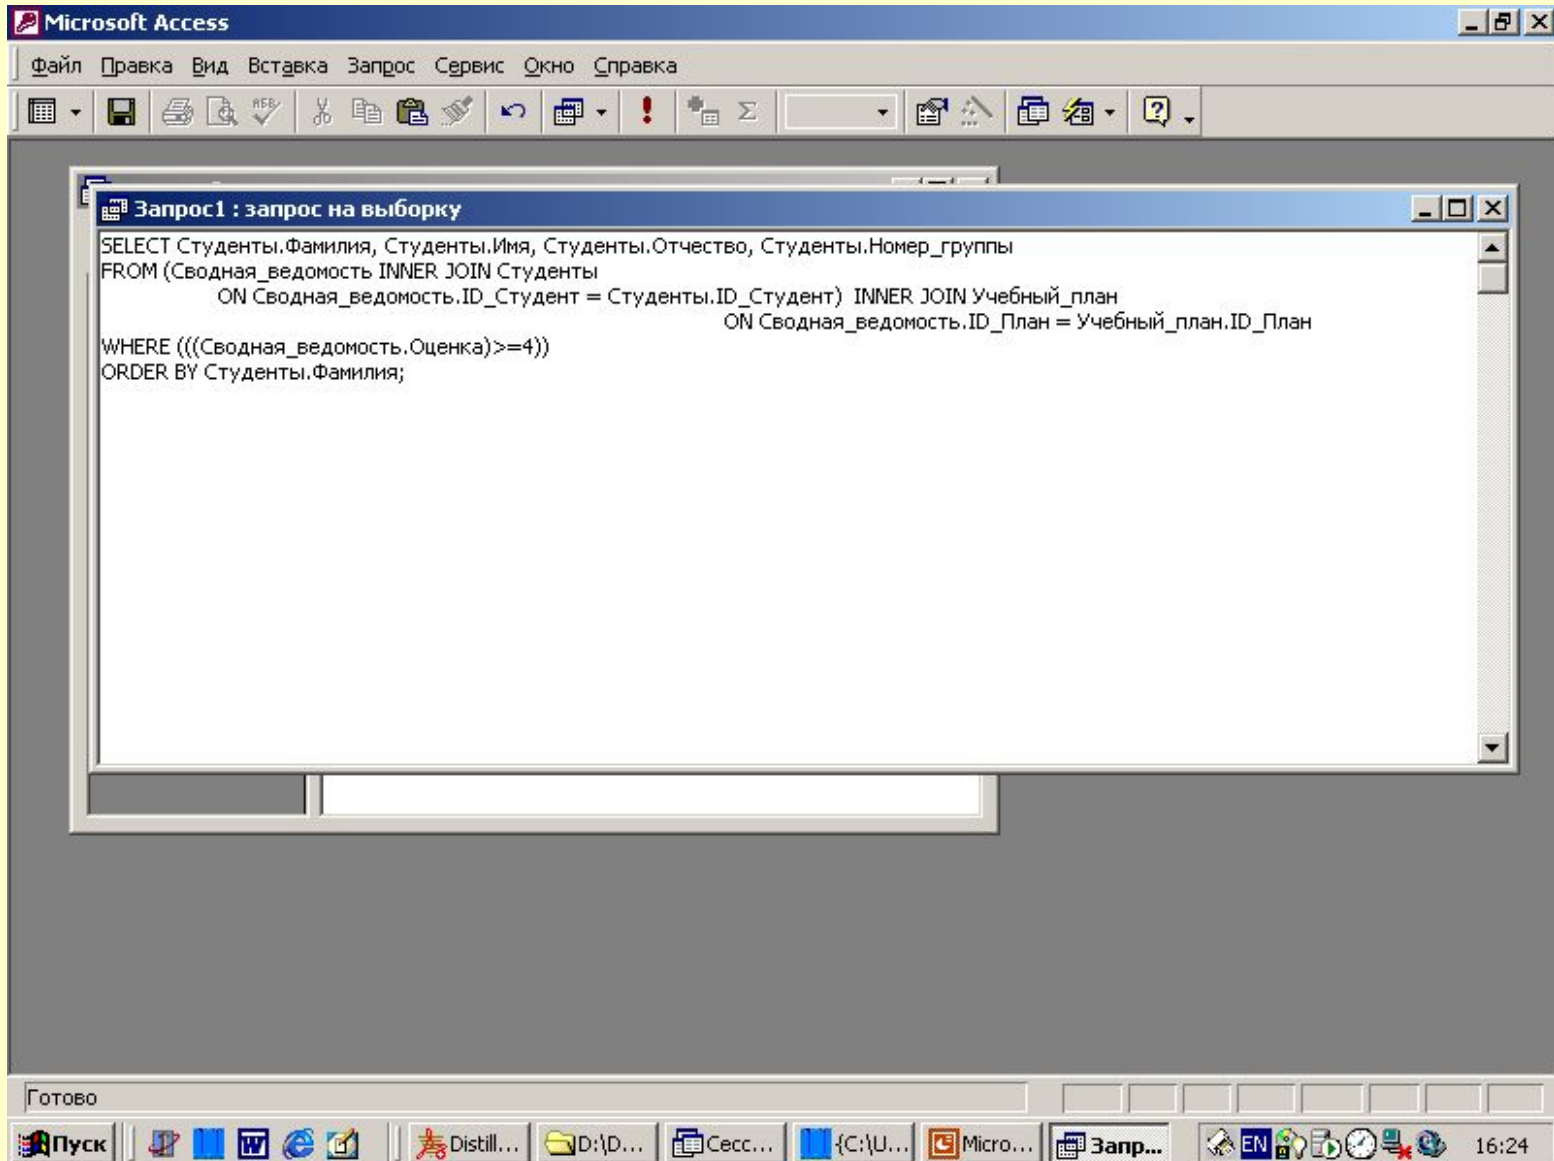 Microsoft Access
Файл Правка Вид Вставка Запрос Сервис Окно Справка
Запрос1 : запрос на выборку
SELECT Студенты.Фамилия, Студенты.Имя, Студенты.Отчество, Студенты.Номер_группы
FROM (Сводная_ведомость INNER JOIN Студенты
ON Сводная_ведомость.ID_Студент = Студенты.ID_Студент) INNER JOIN Учебный_план
ON Сводная_ведомость.ID_План = Учебный_план.ID_План
WHERE (((Сводная_ведомость.Оценка)>=4))
ORDER BY Студенты.Фамилия;
Готово
Пуск Distill... D:\D... Сесс... {C:\U... Micro... Запр... EN 16:24